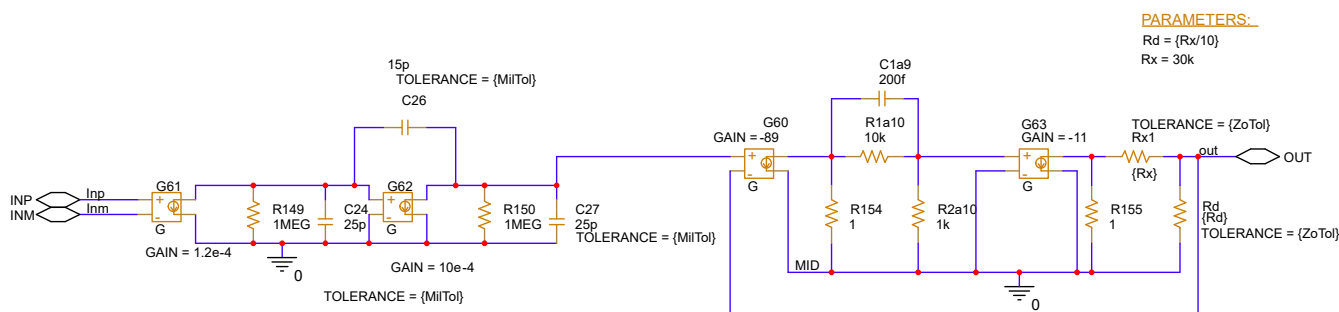 PARAMETERS:
Rd = {Rx/10}
Rx = 30k
15p
TOLERANCE = {MilTol}
C26
C1a9
200f
G60
GAIN = -89
R1a10
10k
G63
GAIN = -11
TOLERANCE = {ZoTol}
Rx1
{Rx}
out
OUT
INP
Inp
INM
Inm
G61
+
-
G
GAIN = 1.2e-4
R149
1MEG
C24
25p
0
G62
+
-
G
GAIN = 10e-4
TOLERANCE = {MilTol}
R150
1MEG
C27
25p
TOLERANCE = {MilTol}
+
-
G
MID
R154
1
R2a10
1k
+
-
G
0
R155
1
Rd
{Rd}
TOLERANCE = {ZoTol}